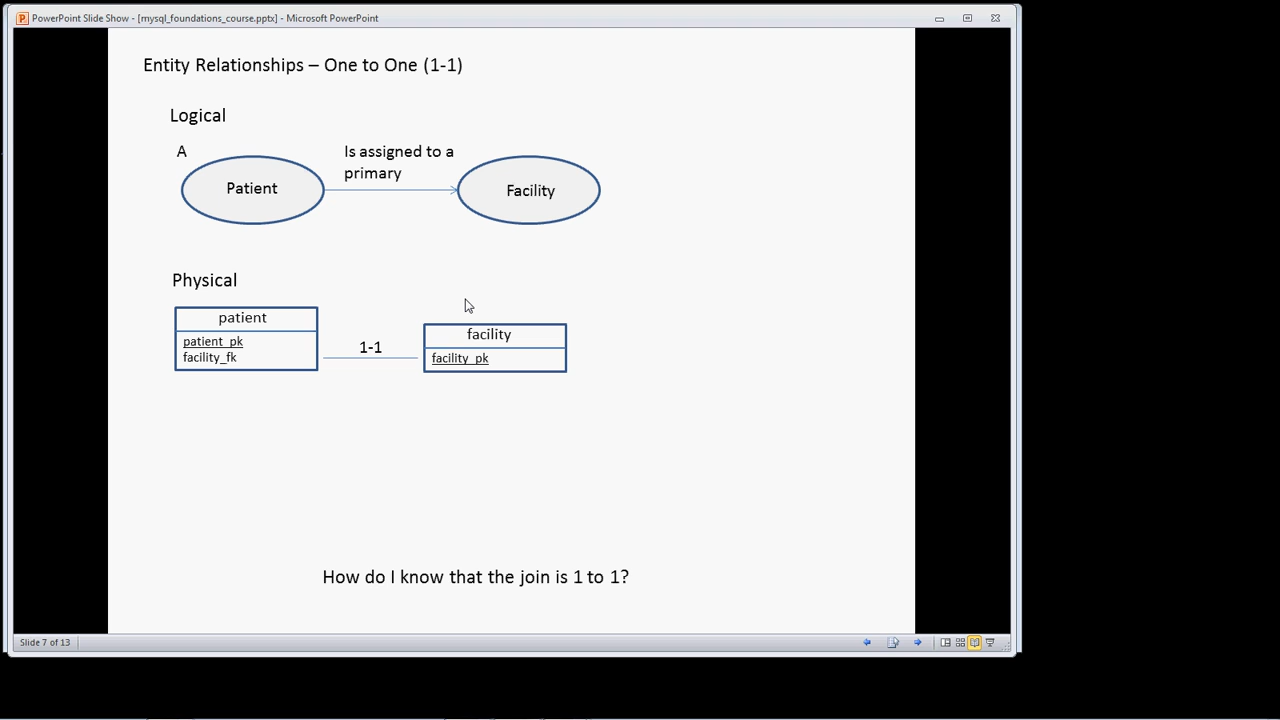 PowerPoint Slide Show - [mysql_foundations_course.pptx] - Microsoft PowerPoint
Entity Relationships – One to One (1-1)
Logical
A
Is assigned to a
primary
Patient
Facility
Physical
patient
patient_pk
facility_fk
1-1
facility
facility_pk
How do I know that the join is 1 to 1?
Slide 7 of 13